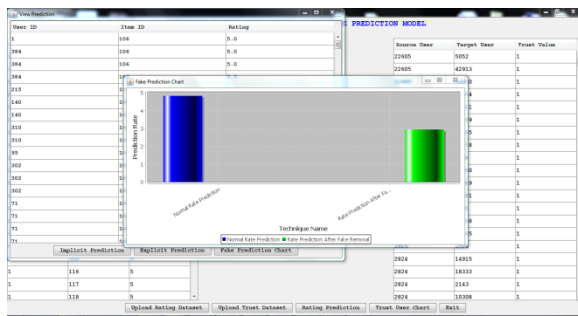 View Prediction
: PREDICTION MODEL
User ID Item ID Rating
1 106 5.0
384 106 5.0
384 106 5.0
384
215
140
140
310
310
95
302
302
71
71
71
Source User Target User Trust Value
22605 5052 1
22605 42913 1
Fake Prediction Chart
Prediction Rate
5
4
3
2
1
0
Normal Rate Prediction
Rate Prediction After Fa...
Technique Name
Normal Rate Prediction Rate Prediction After Fake Removal
Implicit Prediction Explicit Prediction Fake Prediction Chart
2824 14915 1
1 116 5 2824 18333 1
1 117 5 2824 2143 1
1 118 5 2824 10308 1
Upload Rating Dataset Upload Trust Dataset Rating Prediction Trust User Chart Exit